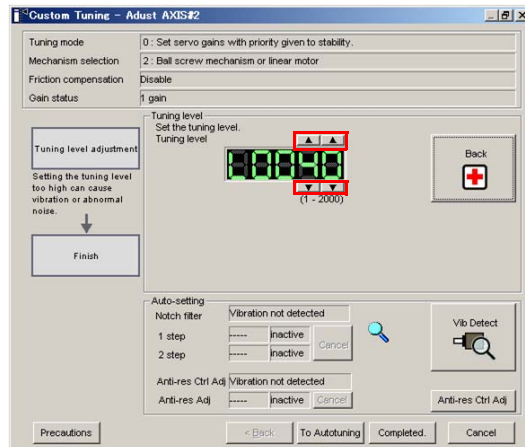 Custom Tuning - Adust AXIS#2
Tuning mode
0 : Set servo gains with priority given to stability.
Mechanism selection
2 : Ball screw mechanism or linear motor
Friction compensation
Disable
Gain status
1 gain
Tuning level adjustment
Setting the tuning level
too high can cause
vibration or abnormal
noise.
Finish
Tuning level
Set the tuning level.
Tuning level
L0040
(1 - 2000)
Back
Auto-setting
Notch filter
Vibration not detected
1 step
-----
inactive
2 step
-----
inactive
Cancel
Anti-res Ctrl Adj
Vibration not detected
Anti-res Adj
-----
inactive
Cancel
Vib Detect
Anti-res Ctrl Adj
Precautions
< Back
To Autotuning
Completed.
Cancel